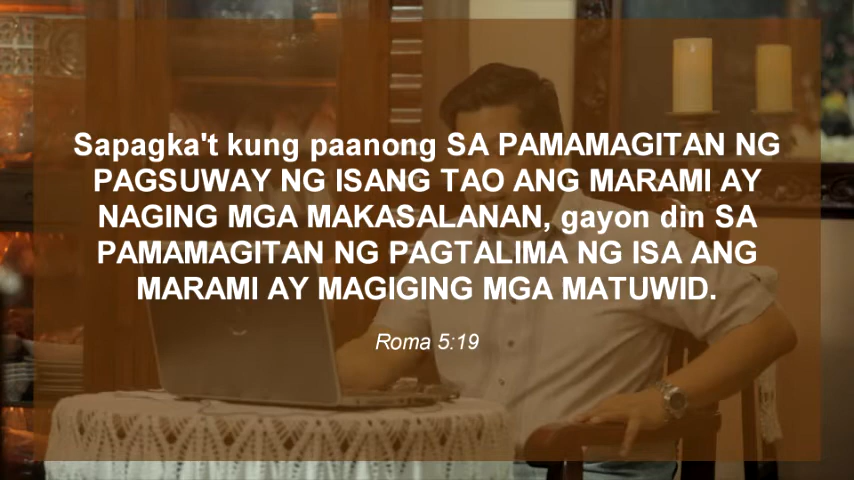 Sapagka't kung paanong SA PAMAMAGITAN NG
PAGSUWAY NG ISANG TAO ANG MARAMI AY
NAGING MGA MAKASALANAN, gayon din SA
PAMAMAGITAN NG PAGTALIMA NG ISA ANG
MARAMI AY MAGIGING MGA MATUWID.
Roma 5:19